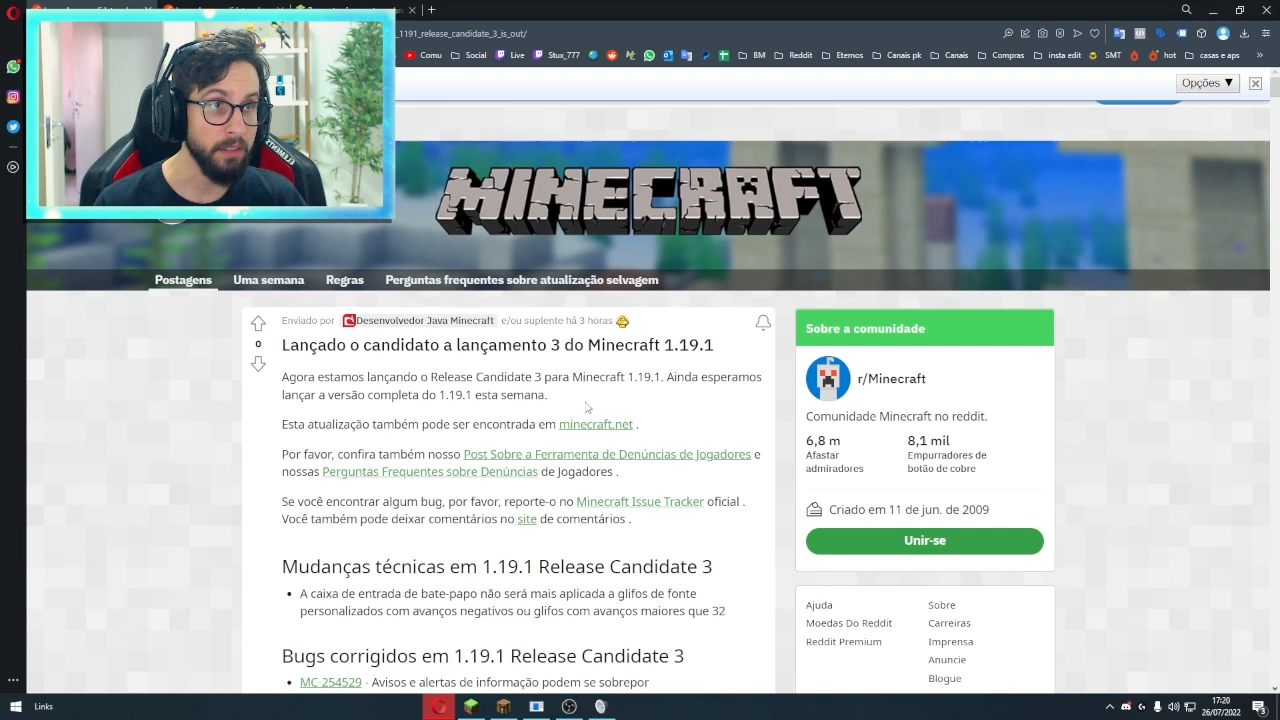 _1191_release_candidate_3_is_out/
Comu
Social
Live
Stux_777
BM
Reddit
Eternos
Canais pk
Canais
Compras
insta edit
SMT
hot
casas e aps
Opções ▼
ELEMENTS
MINECRAFT
Postagens
Uma semana
Regras
Perguntas frequentes sobre atualização selvagem
Enviado por Desenvolvedor Java Minecraft e/ou suplente há 3 horas
0
Lançado o candidato a lançamento 3 do Minecraft 1.19.1
Agora estamos lançando o Release Candidate 3 para Minecraft 1.19.1. Ainda esperamos
lançar a versão completa do 1.19.1 esta semana.
Esta atualização também pode ser encontrada em minecraft.net .
Por favor, confira também nosso Post Sobre a Ferramenta de Denúncias de Jogadores e
nossas Perguntas Frequentes sobre Denúncias de Jogadores .
Se você encontrar algum bug, por favor, reporte-o no Minecraft Issue Tracker oficial .
Você também pode deixar comentários no site de comentários .
Mudanças técnicas em 1.19.1 Release Candidate 3
• A caixa de entrada de bate-papo não será mais aplicada a glifos de fonte
personalizados com avanços negativos ou glifos com avanços maiores que 32
Bugs corrigidos em 1.19.1 Release Candidate 3
• MC-254529 - Avisos e alertas de informação podem se sobrepor
Sobre a comunidade
r/Minecraft
Comunidade Minecraft no reddit.
6,8 m
8,1 mil
Afastar
admiradores
Empurradores de
botão de cobre
Criado em 11 de jun. de 2009
Unir-se
Ajuda
Sobre
Moedas Do Reddit
Carreiras
Reddit Premium
Imprensa
Anuncie
Blogue
Links
17:20
26/07/2022